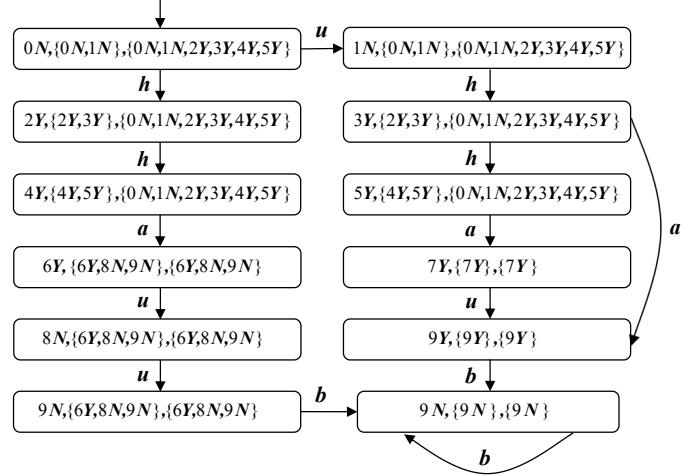 0N,{0N,1N},{0N,1N,2Y,3Y,4Y,5Y}
u
1N,{0N,1N},{0N,1N,2Y,3Y,4Y,5Y}
h
h
2Y,{2Y,3Y},{0N,1N,2Y,3Y,4Y,5Y}
3Y,{2Y,3Y},{0N,1N,2Y,3Y,4Y,5Y}
h
h
4Y,{4Y,5Y},{0N,1N,2Y,3Y,4Y,5Y}
5Y,{4Y,5Y},{0N,1N,2Y,3Y,4Y,5Y}
a
a
a
6Y,{6Y,8N,9N},{6Y,8N,9N}
7Y,{7Y},{7Y}
u
u
8N,{6Y,8N,9N},{6Y,8N,9N}
9Y,{9Y},{9Y}
u
b
9N,{6Y,8N,9N},{6Y,8N,9N}
b
9N,{9N},{9N}
b